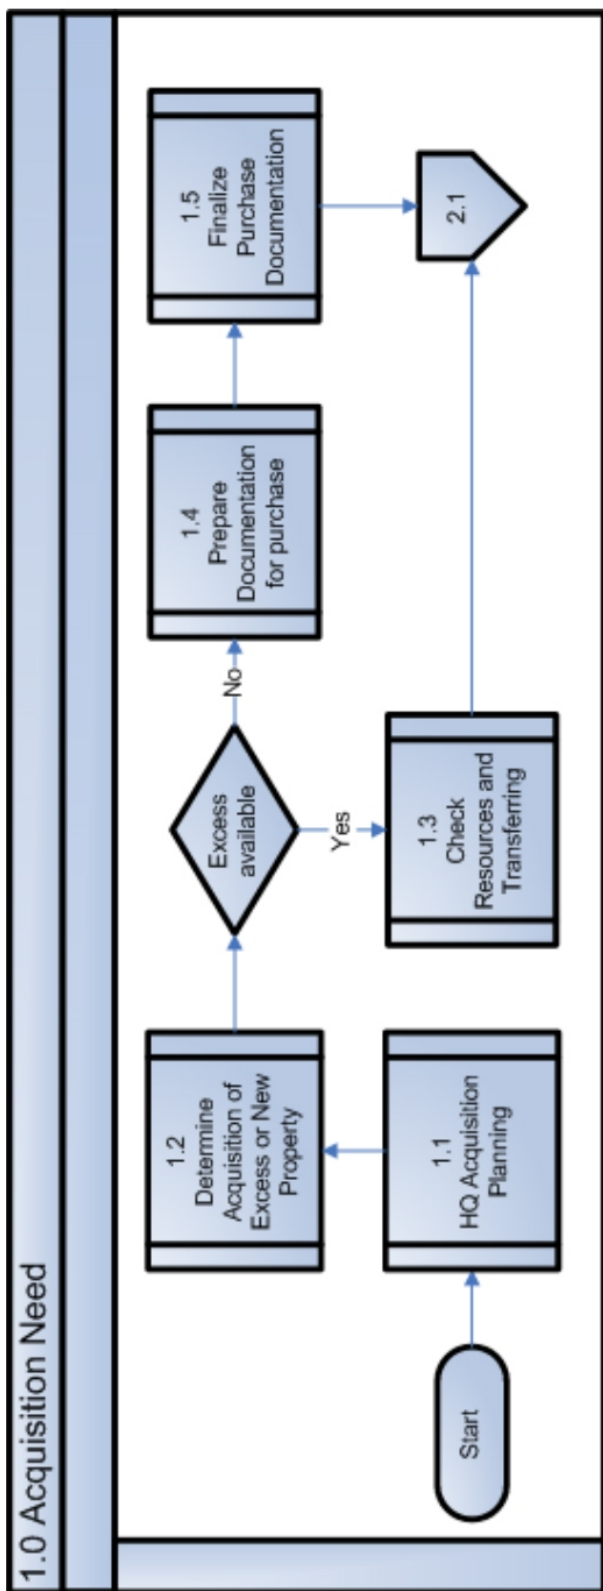 1.0 Acquisition Need
Start
1.1
HQ Acquisition
Planning
1.2
Determine
Acquisition of
Excess or New
Property
Excess
available
Yes
No
1.3
Check
Resources and
Transferring
1.4
Prepare
Documentation
for purchase
1.5
Finalize
Purchase
Documentation
2.1